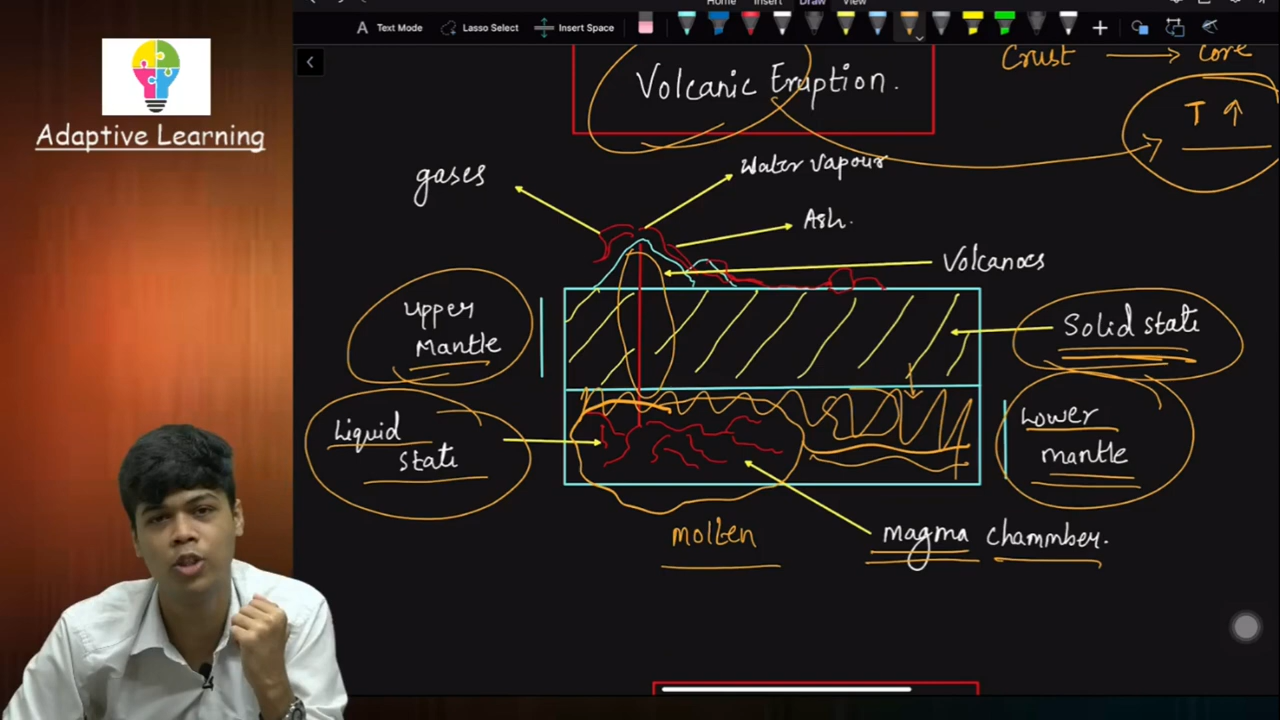 Home Insert Draw View
Text Mode Lasso Select Insert Space
Adaptive Learning
Volcanic Eruption.
Crust → Core
T ↑
gases
Water Vapour
Ash.
Volcanoes
Upper
Mantle
Solid state
Liquid
state
Lower
mantle
molten
magma chammber.